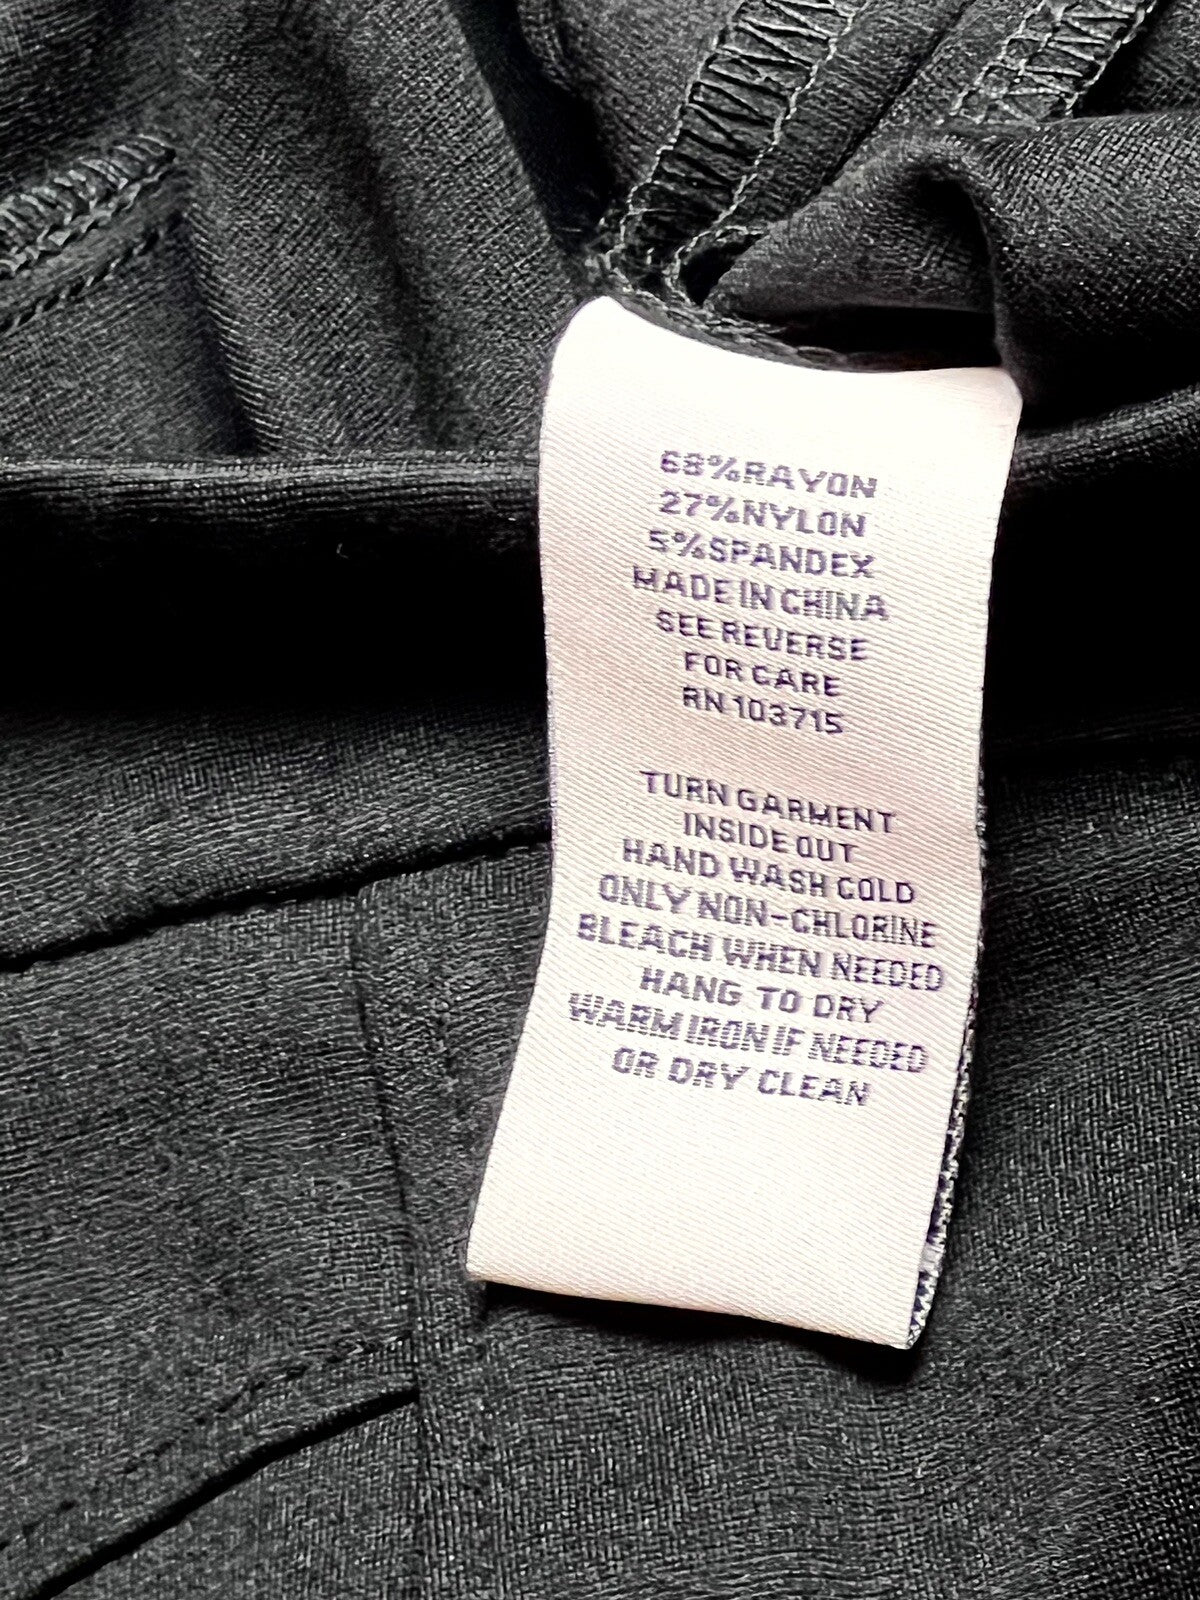 68%RAYON
27%NYLON
5%SPANDEX
MADE IN CHINA
SEE REVERSE
FOR CARE
RN 103715
TURN GARMENT
INSIDE OUT
HAND WASH COLD
ONLY NON-CHLORINE
BLEACH WHEN NEEDED
HANG TO DRY
WARM IRON IF NEEDED
OR DRY CLEAN